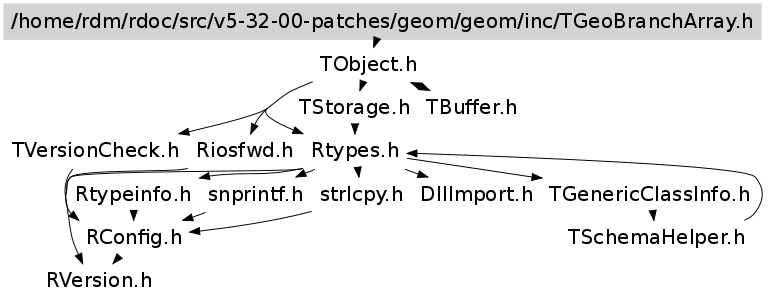 /home/rdm/rdoc/src/v5-32-00-patches/geom/geom/inc/TGeoBranchArray.h
TObject.h
TStorage.h TBuffer.h
TVersionCheck.h Riosfwd.h Rtypes.h
Rtypeinfo.h snprintf.h strlcpy.h DllImport.h TGenericClassInfo.h
RConfig.h TSchemaHelper.h
RVersion.h